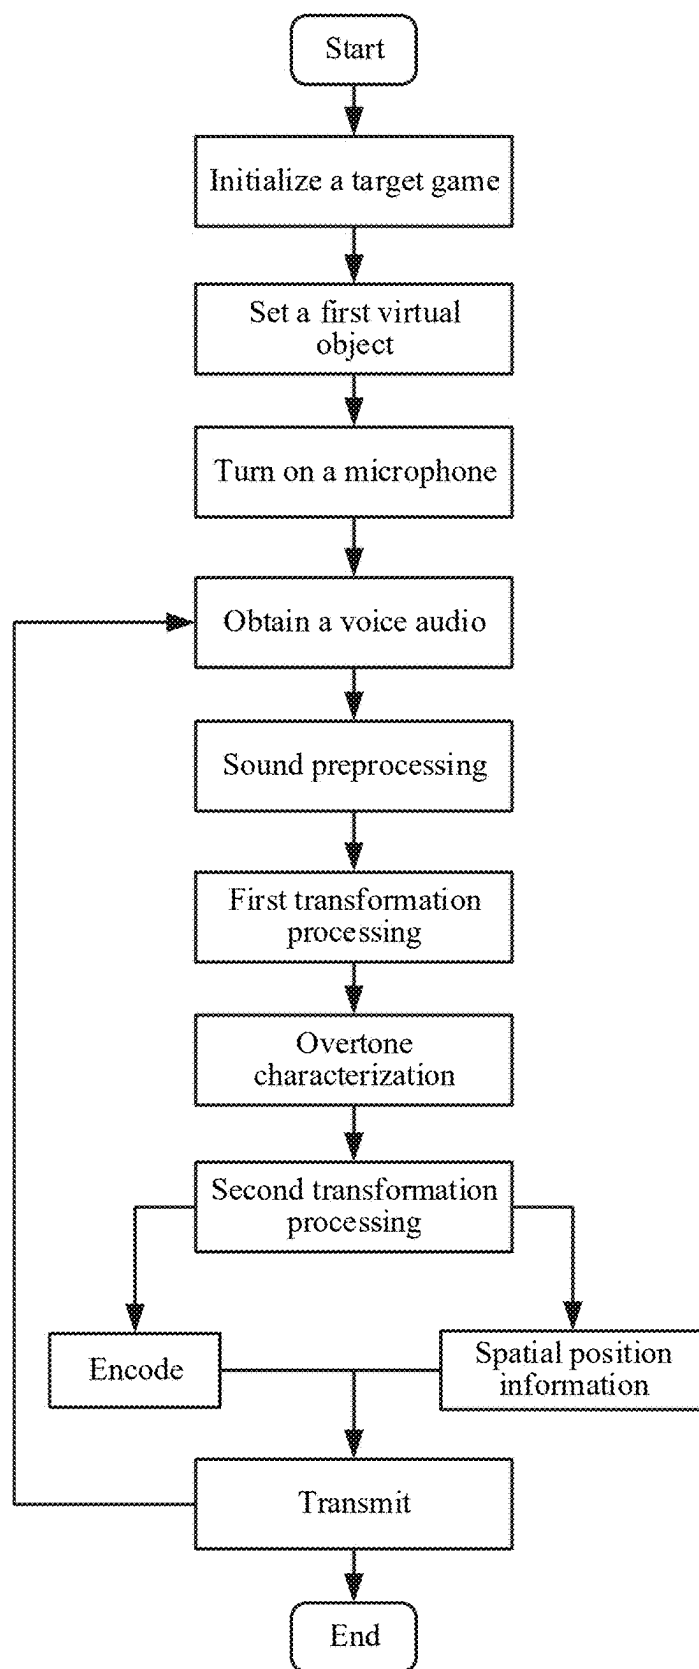 Start
Initialize a target game
Set a first virtual
object
Turn on a microphone
Obtain a voice audio
Sound preprocessing
First transformation
processing
Overtone
characterization
Second transformation
processing
Encode
Spatial position
information
Transmit
End